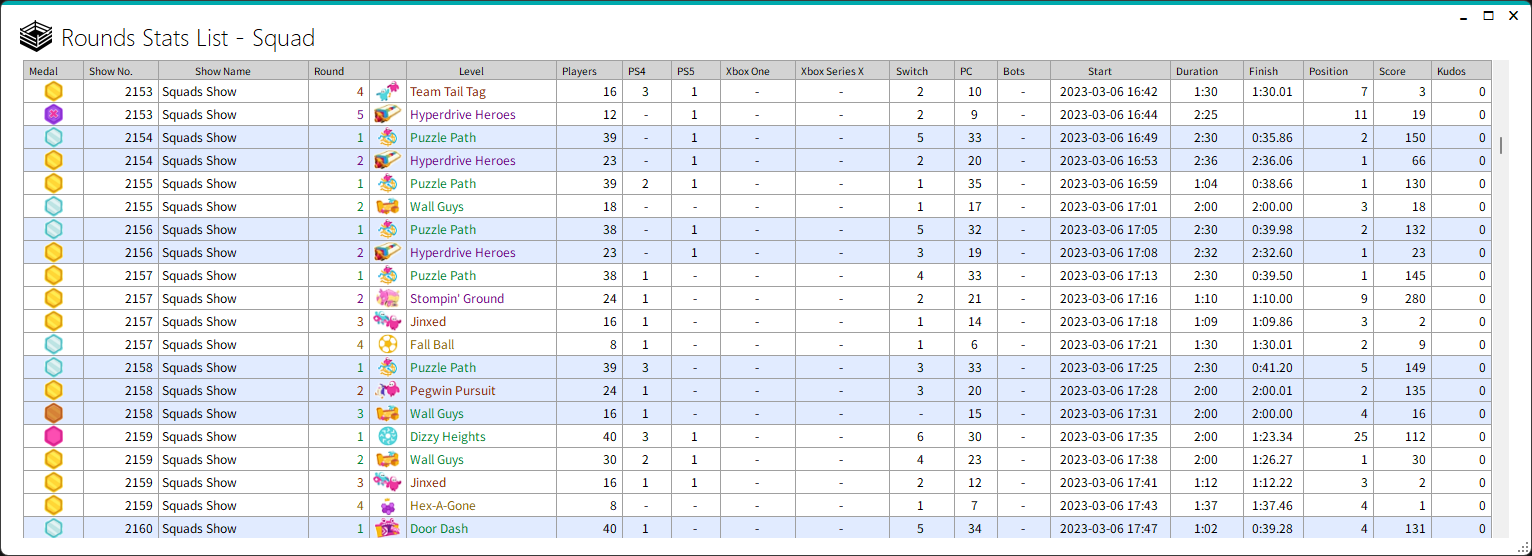 Rounds Stats List - Squad
Medal Show No. Show Name Round Level Players PS4 PS5 Xbox One Xbox Series X Switch PC Bots Start Duration Finish Position Score Kudos
2153 Squads Show 4 Team Tail Tag 16 3 1 - - 2 10 - 2023-03-06 16:42 1:30 1:30.01 7 3 0
2153 Squads Show 5 Hyperdrive Heroes 12 - 1 - - 2 9 - 2023-03-06 16:44 2:25 11 19 0
2154 Squads Show 1 Puzzle Path 39 - 1 - - 5 33 - 2023-03-06 16:49 2:30 0:35.86 2 150 0
2154 Squads Show 2 Hyperdrive Heroes 23 - 1 - - 2 20 - 2023-03-06 16:53 2:36 2:36.06 1 66 0
2155 Squads Show 1 Puzzle Path 39 2 1 - - 1 35 - 2023-03-06 16:59 1:04 0:38.66 1 130 0
2155 Squads Show 2 Wall Guys 18 - - - - 1 17 - 2023-03-06 17:01 2:00 2:00.00 3 18 0
2156 Squads Show 1 Puzzle Path 38 - 1 - - 5 32 - 2023-03-06 17:05 2:30 0:39.98 2 132 0
2156 Squads Show 2 Hyperdrive Heroes 23 - 1 - - 3 19 - 2023-03-06 17:08 2:32 2:32.60 1 23 0
2157 Squads Show 1 Puzzle Path 38 1 - - - 4 33 - 2023-03-06 17:13 2:30 0:39.50 1 145 0
2157 Squads Show 2 Stompin' Ground 24 1 - - - 2 21 - 2023-03-06 17:16 1:10 1:10.00 9 280 0
2157 Squads Show 3 Jinxed 16 1 - - - 1 14 - 2023-03-06 17:18 1:09 1:09.86 3 2 0
2157 Squads Show 4 Fall Ball 8 1 - - - 1 6 - 2023-03-06 17:21 1:30 1:30.01 2 9 0
2158 Squads Show 1 Puzzle Path 39 3 - - - 3 33 - 2023-03-06 17:25 2:30 0:41.20 5 149 0
2158 Squads Show 2 Pegwin Pursuit 24 1 - - - 3 20 - 2023-03-06 17:28 2:00 2:00.01 2 135 0
2158 Squads Show 3 Wall Guys 16 1 - - - - 15 - 2023-03-06 17:31 2:00 2:00.00 4 16 0
2159 Squads Show 1 Dizzy Heights 40 3 1 - - 6 30 - 2023-03-06 17:35 2:00 1:23.34 25 112 0
2159 Squads Show 2 Wall Guys 30 2 1 - - 4 23 - 2023-03-06 17:38 2:00 1:26.27 1 30 0
2159 Squads Show 3 Jinxed 16 1 1 - - 2 12 - 2023-03-06 17:41 1:12 1:12.22 3 2 0
2159 Squads Show 4 Hex-A-Gone 8 - - - - 1 7 - 2023-03-06 17:43 1:37 1:37.46 4 1 0
2160 Squads Show 1 Door Dash 40 1 - - - 5 34 - 2023-03-06 17:47 1:02 0:39.28 4 131 0